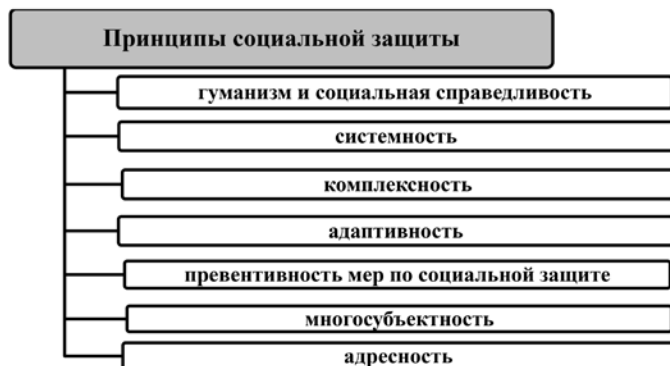 Принципы социальной защиты
гуманизм и социальная справедливость
системность
комплексность
адаптивность
превентивность мер по социальной защите
многосубъектность
адресность